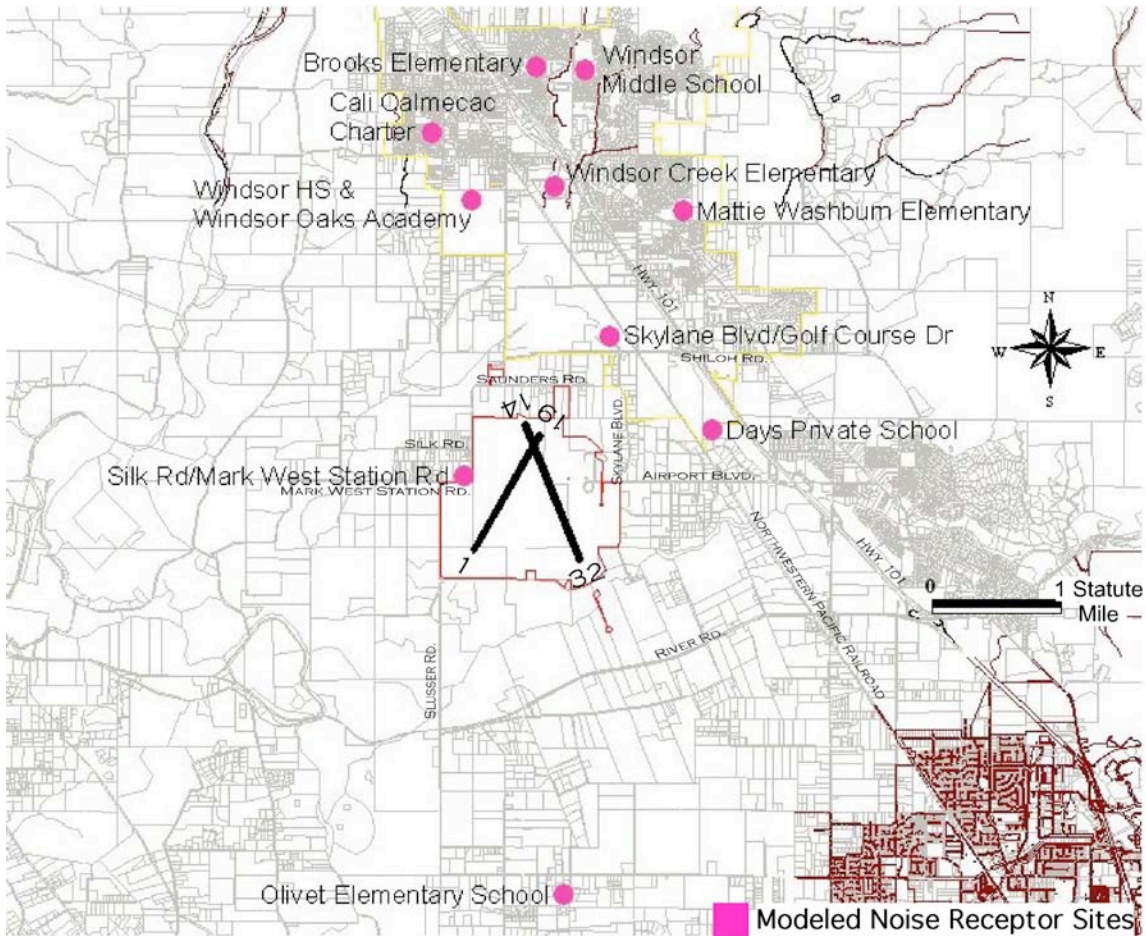 Brooks Elementary
Windsor
Middle School
Cali Qalmecac
Charter
Windsor Creek Elementary
Windsor HS &
Windsor Oaks Academy
Mattie Washburn Elementary
HWY 101
N
W
E
S
Skylane Blvd/Golf Course Dr
SHILOH RD.
SAUNDERS RD.
14
19
SKYLANE BLVD.
Days Private School
SILK RD.
Silk Rd/Mark West Station Rd
MARK WEST STATION RD.
AIRPORT BLVD.
NORTHWESTERN PACIFIC RAILROAD
HWY 101
1
32
0
1 Statute
Mile
RIVER RD.
SLUSSER RD.
Olivet Elementary School
Modeled Noise Receptor Sites